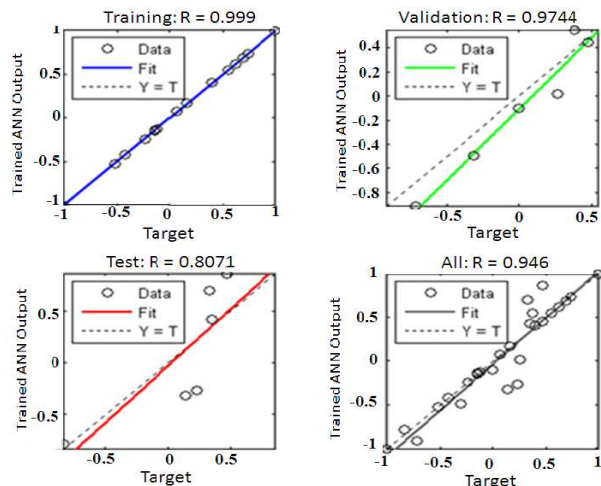 Training: R = 0.999
1
0.5
0
-0.5
-1
-1
-0.5
0
0.5
1
Data
Fit
Y = T
Trained ANN Output
Target
Validation: R = 0.9744
0.4
0.2
0
-0.2
-0.4
-0.6
-0.8
-0.5
0
0.5
Data
Fit
Y = T
Trained ANN Output
Target
Test: R = 0.8071
0.5
0
-0.5
-0.5
0
0.5
Data
Fit
Y = T
Trained ANN Output
Target
All: R = 0.946
1
0.5
0
-0.5
-1
-1
-0.5
0
0.5
1
Data
Fit
Y = T
Trained ANN Output
Target